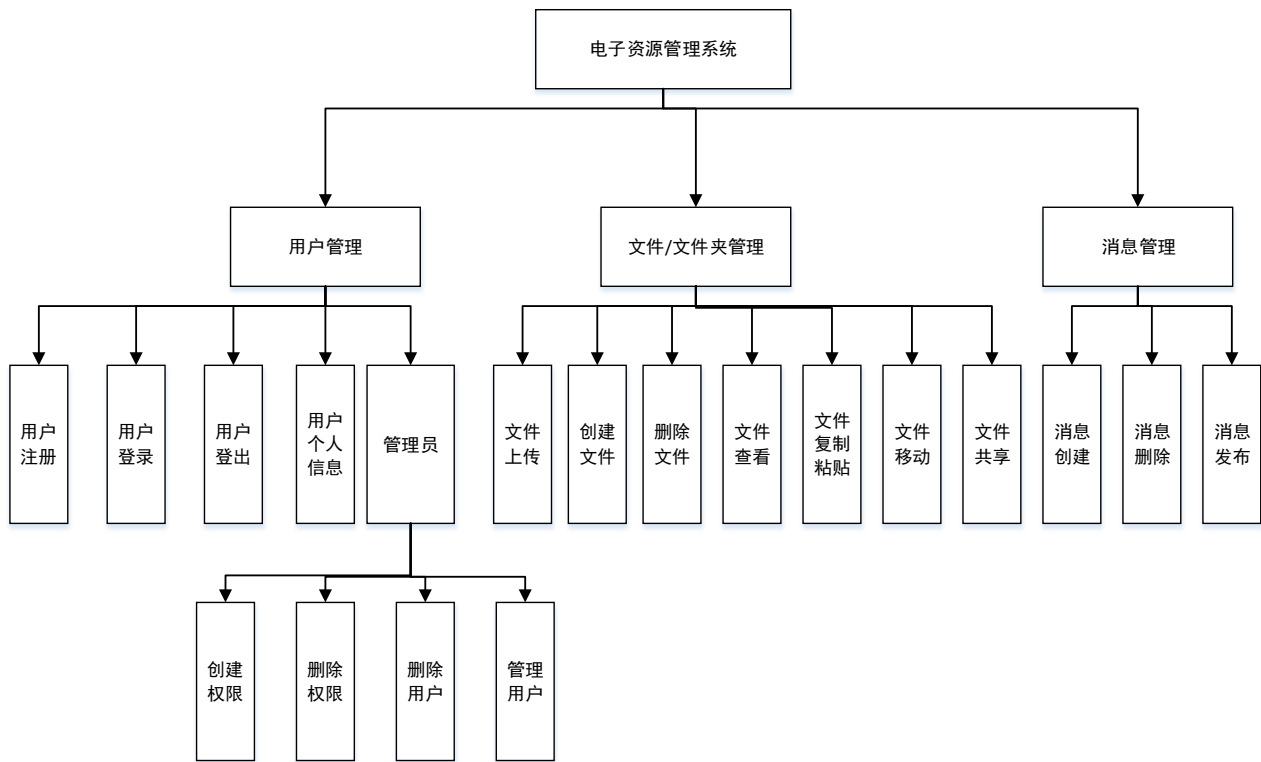 电子资源管理系统
用户管理
文件/文件夹管理
消息管理
用户
注册
用户
登录
用户
登出
用户
个人
信息
管理员
文件
上传
创建
文件
删除
文件
文件
查看
文件
复制
粘贴
文件
移动
文件
共享
消息
创建
消息
删除
消息
发布
创建
权限
删除
权限
删除
用户
管理
用户